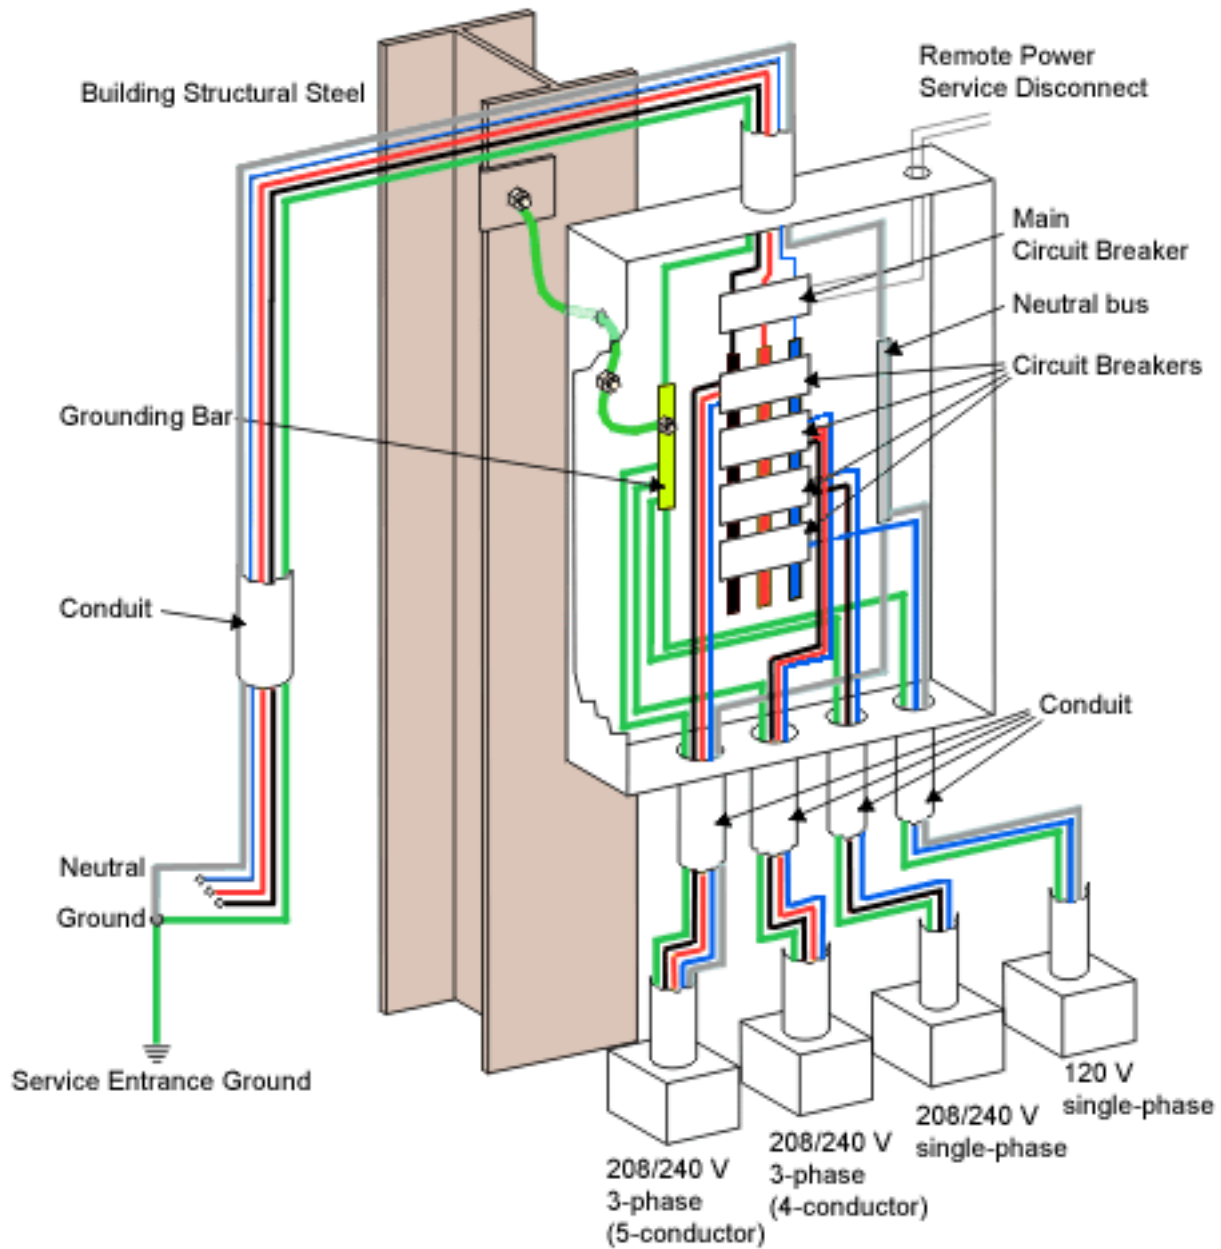 Remote Power
Service Disconnect
Building Structural Steel
Main
Circuit Breaker
Neutral bus
Circuit Breakers
Grounding Bar
Conduit
Conduit
Neutral
Ground
Service Entrance Ground
120 V
single-phase
208/240 V
single-phase
208/240 V
3-phase
(4-conductor)
208/240 V
3-phase
(5-conductor)